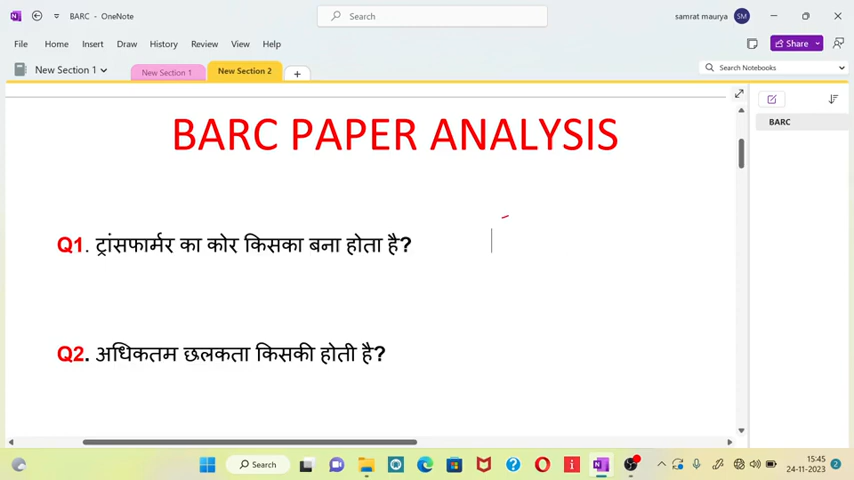 BARC - OneNote
Search
samrat maurya
SM
File Home Insert Draw History Review View Help
Share
New Section 1
New Section 1
New Section 2
Search Notebooks
BARC
BARC PAPER ANALYSIS
Q1. ट्रांसफार्मर का कोर किसका बना होता है?
Q2. अधिकतम छलकता किसकी होती है?
Search
15:45
24-11-2023
2